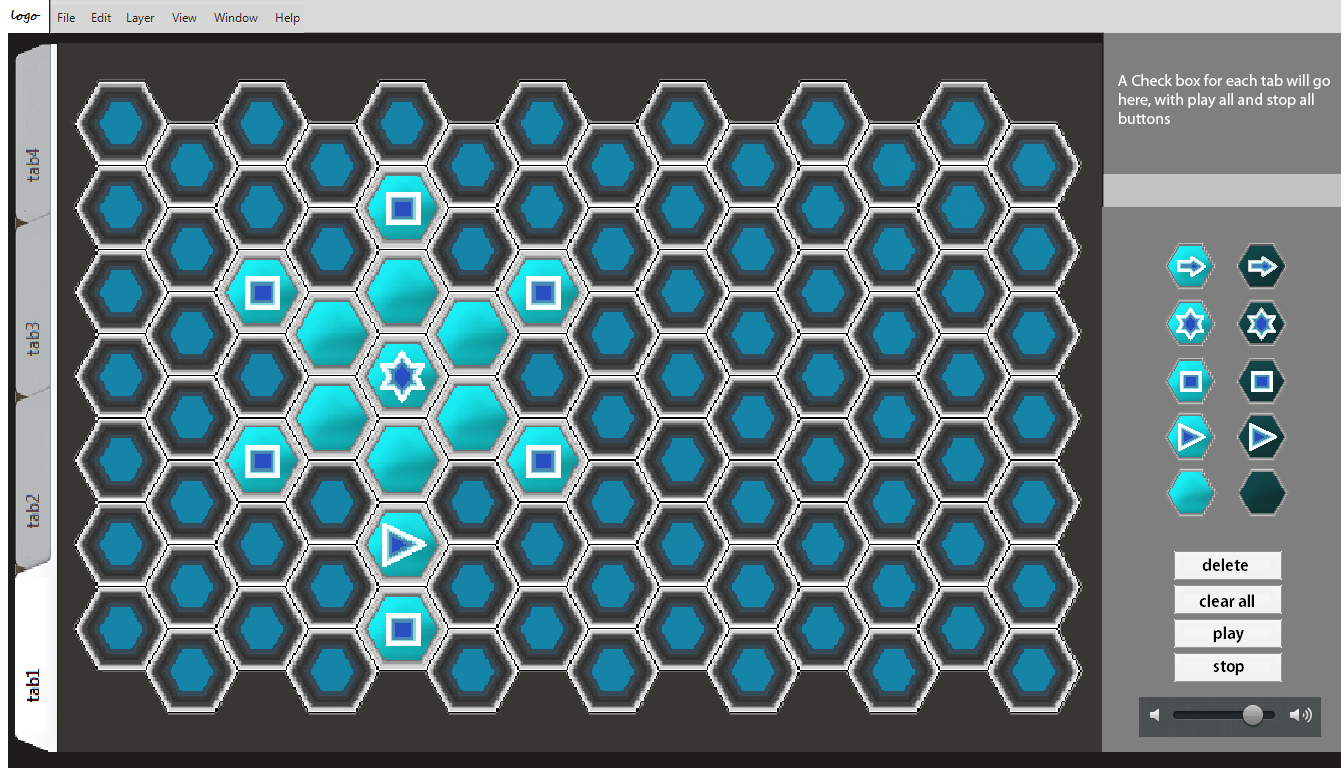 Logo
File Edit Layer View Window Help
tab4
tab3
tab2
tab1
A Check box for each tab will go
here, with play all and stop all
buttons
delete
clear all
play
stop